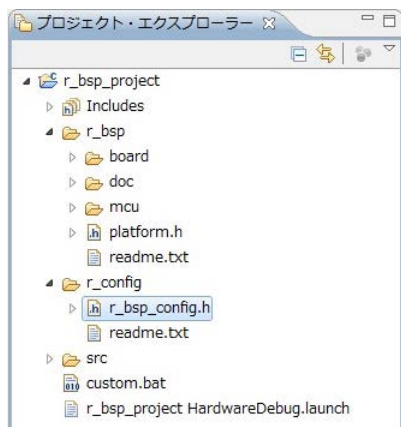 プロジェクト・エクスプローラー
r_bsp_project
Includes
r_bsp
board
doc
mcu
platform.h
readme.txt
r_config
r_bsp_config.h
readme.txt
src
custom.bat
r_bsp_project HardwareDebug.launch